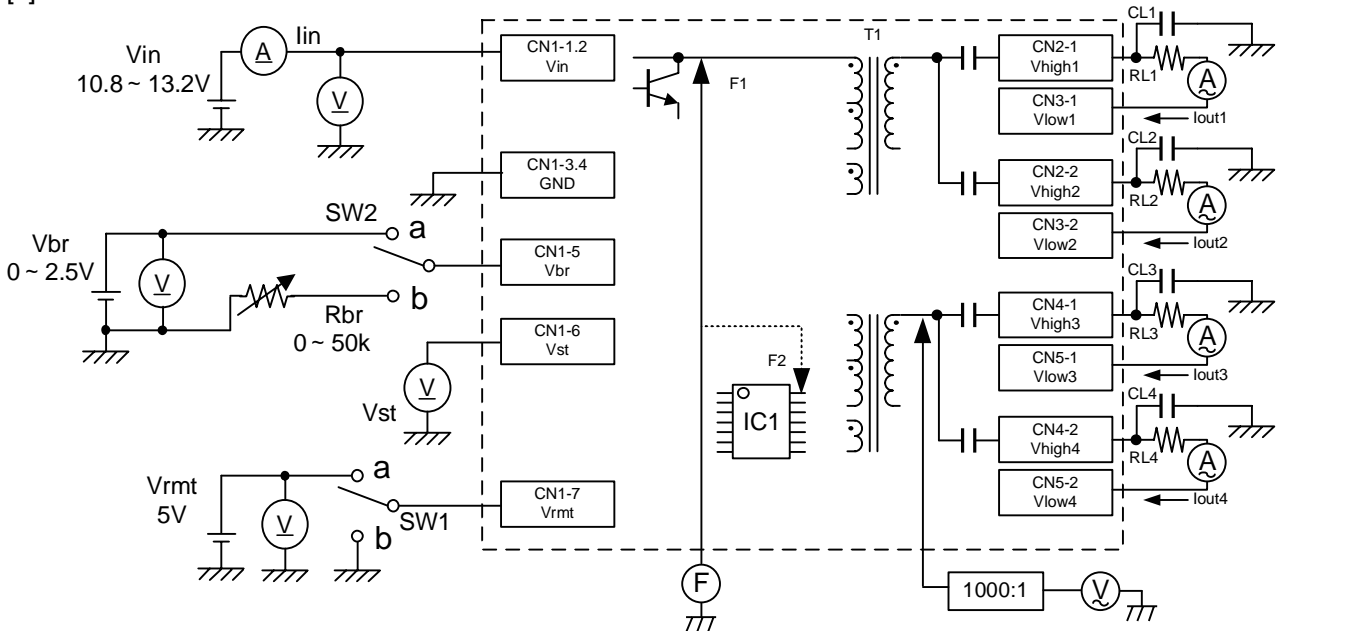 Vin
10.8 ~ 13.2V
A
Iin
V
CN1-1.2
Vin
CN1-3.4
GND
SW2
a
Vbr
0 ~ 2.5V
V
b
Rbr
0 ~ 50k
CN1-5
Vbr
CN1-6
Vst
V
Vst
Vrmt
5V
V
a
b
SW1
CN1-7
Vrmt
F1
T1
F2
IC1
F
CN2-1
Vhigh1
CN3-1
Vlow1
CL1
RL1
A
Iout1
CN2-2
Vhigh2
CN3-2
Vlow2
CL2
RL2
A
Iout2
CN4-1
Vhigh3
CN5-1
Vlow3
CL3
RL3
A
Iout3
CN4-2
Vhigh4
CN5-2
Vlow4
CL4
RL4
A
Iout4
1000:1
V